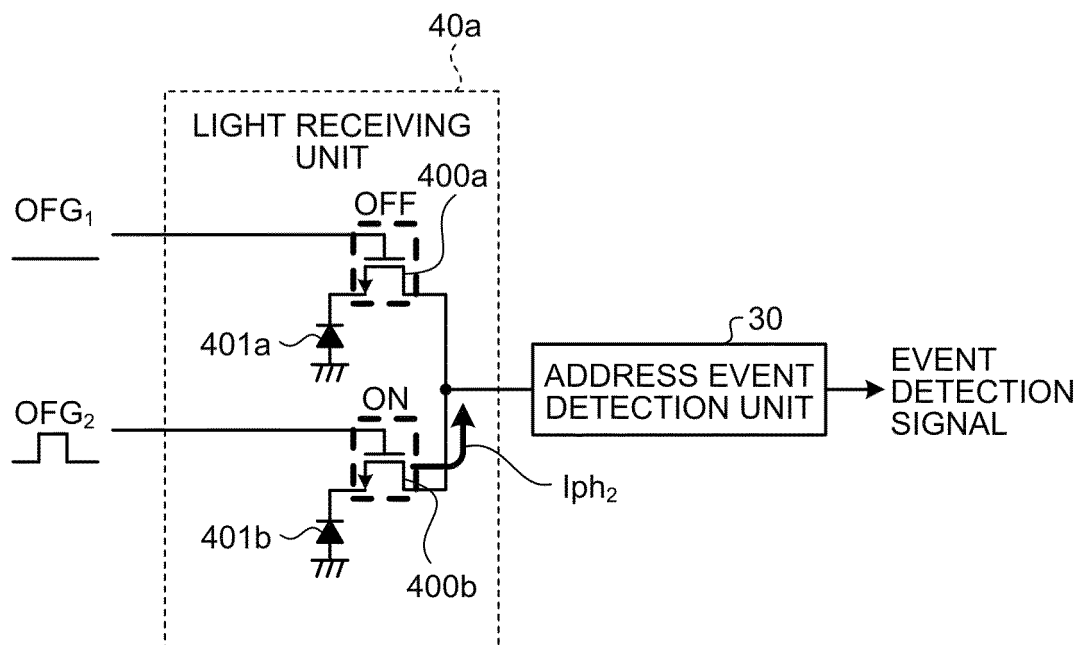 40a
LIGHT RECEIVING
UNIT
400a
OFG₁
OFF
401a
30
ADDRESS EVENT
DETECTION UNIT
EVENT
DETECTION
SIGNAL
OFG₂
ON
Iph₂
401b
400b